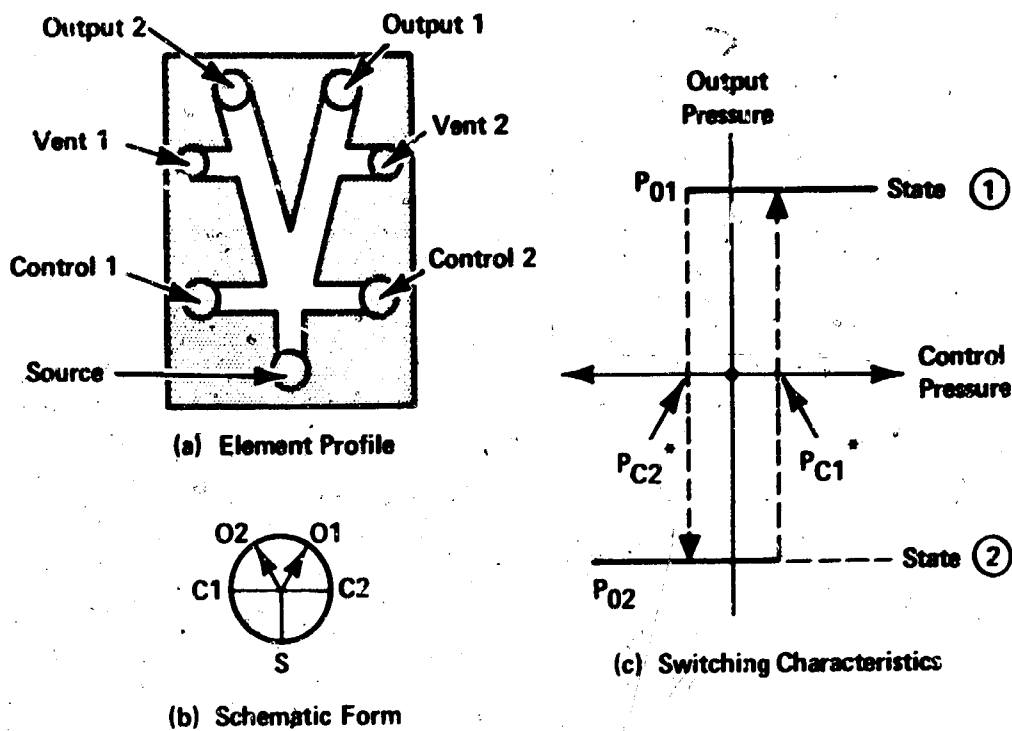 Output 2
Output 1
Vent 1
Vent 2
Control 1
Control 2
Source
(a) Element Profile
O2 O1
C1 C2
S
(b) Schematic Form
Output
Pressure
P01 State 1
Control
Pressure
PC2* PC1*
State 2
P02
(c) Switching Characteristics